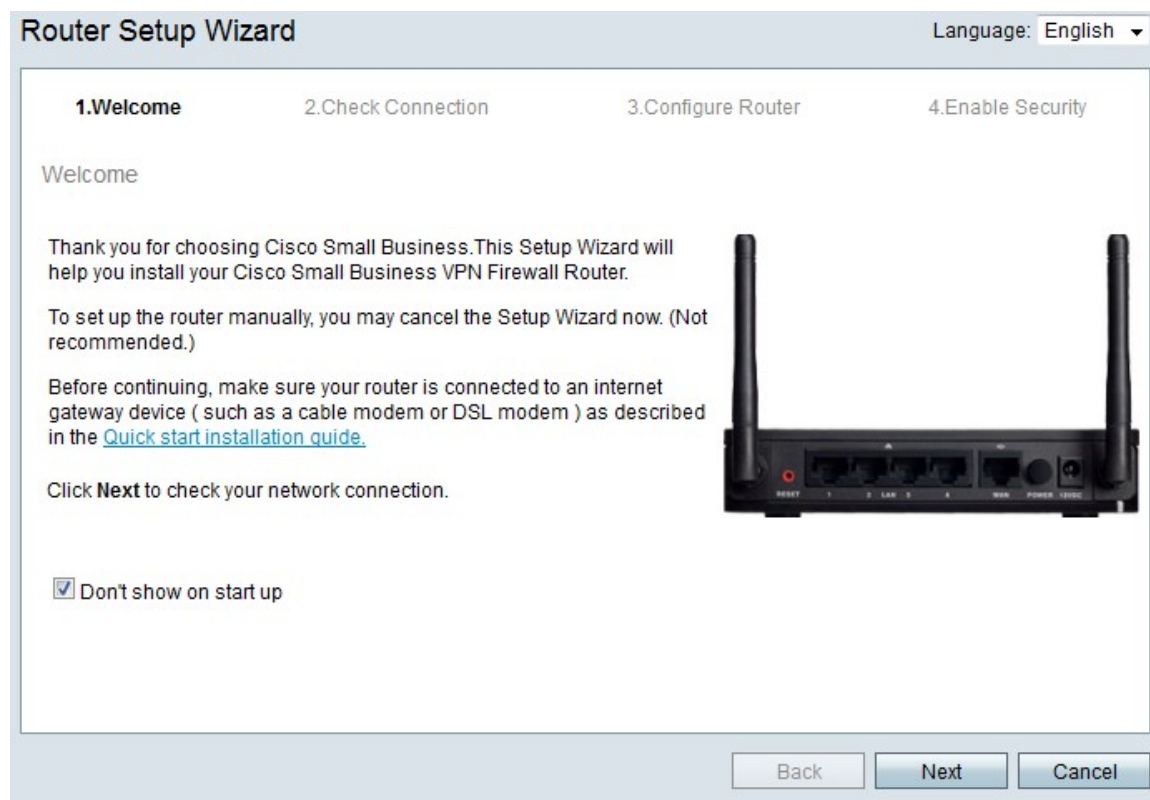 Router Setup Wizard
Language: English
1.Welcome
2.Check Connection
3.Configure Router
4.Enable Security
Welcome
Thank you for choosing Cisco Small Business.This Setup Wizard will
help you install your Cisco Small Business VPN Firewall Router.
To set up the router manually, you may cancel the Setup Wizard now. (Not
recommended.)
Before continuing, make sure your router is connected to an internet
gateway device ( such as a cable modem or DSL modem ) as described
in the Quick start installation guide.
Click Next to check your network connection.
RESET 1 2 LAN 3 4 WAN POWER 12VDC
Don't show on start up
Back
Next
Cancel